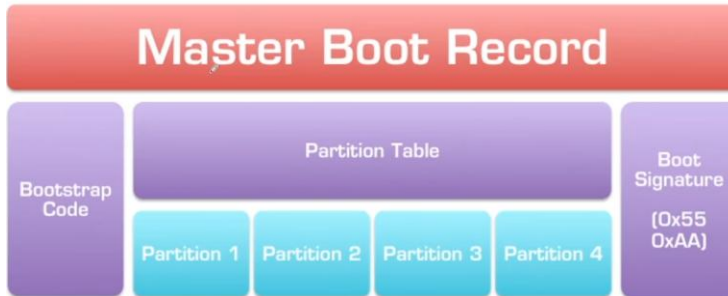 Master Boot Record
Bootstrap
Code
Partition Table
Partition 1
Partition 2
Partition 3
Partition 4
Boot
Signature
(0x55
0xAA)